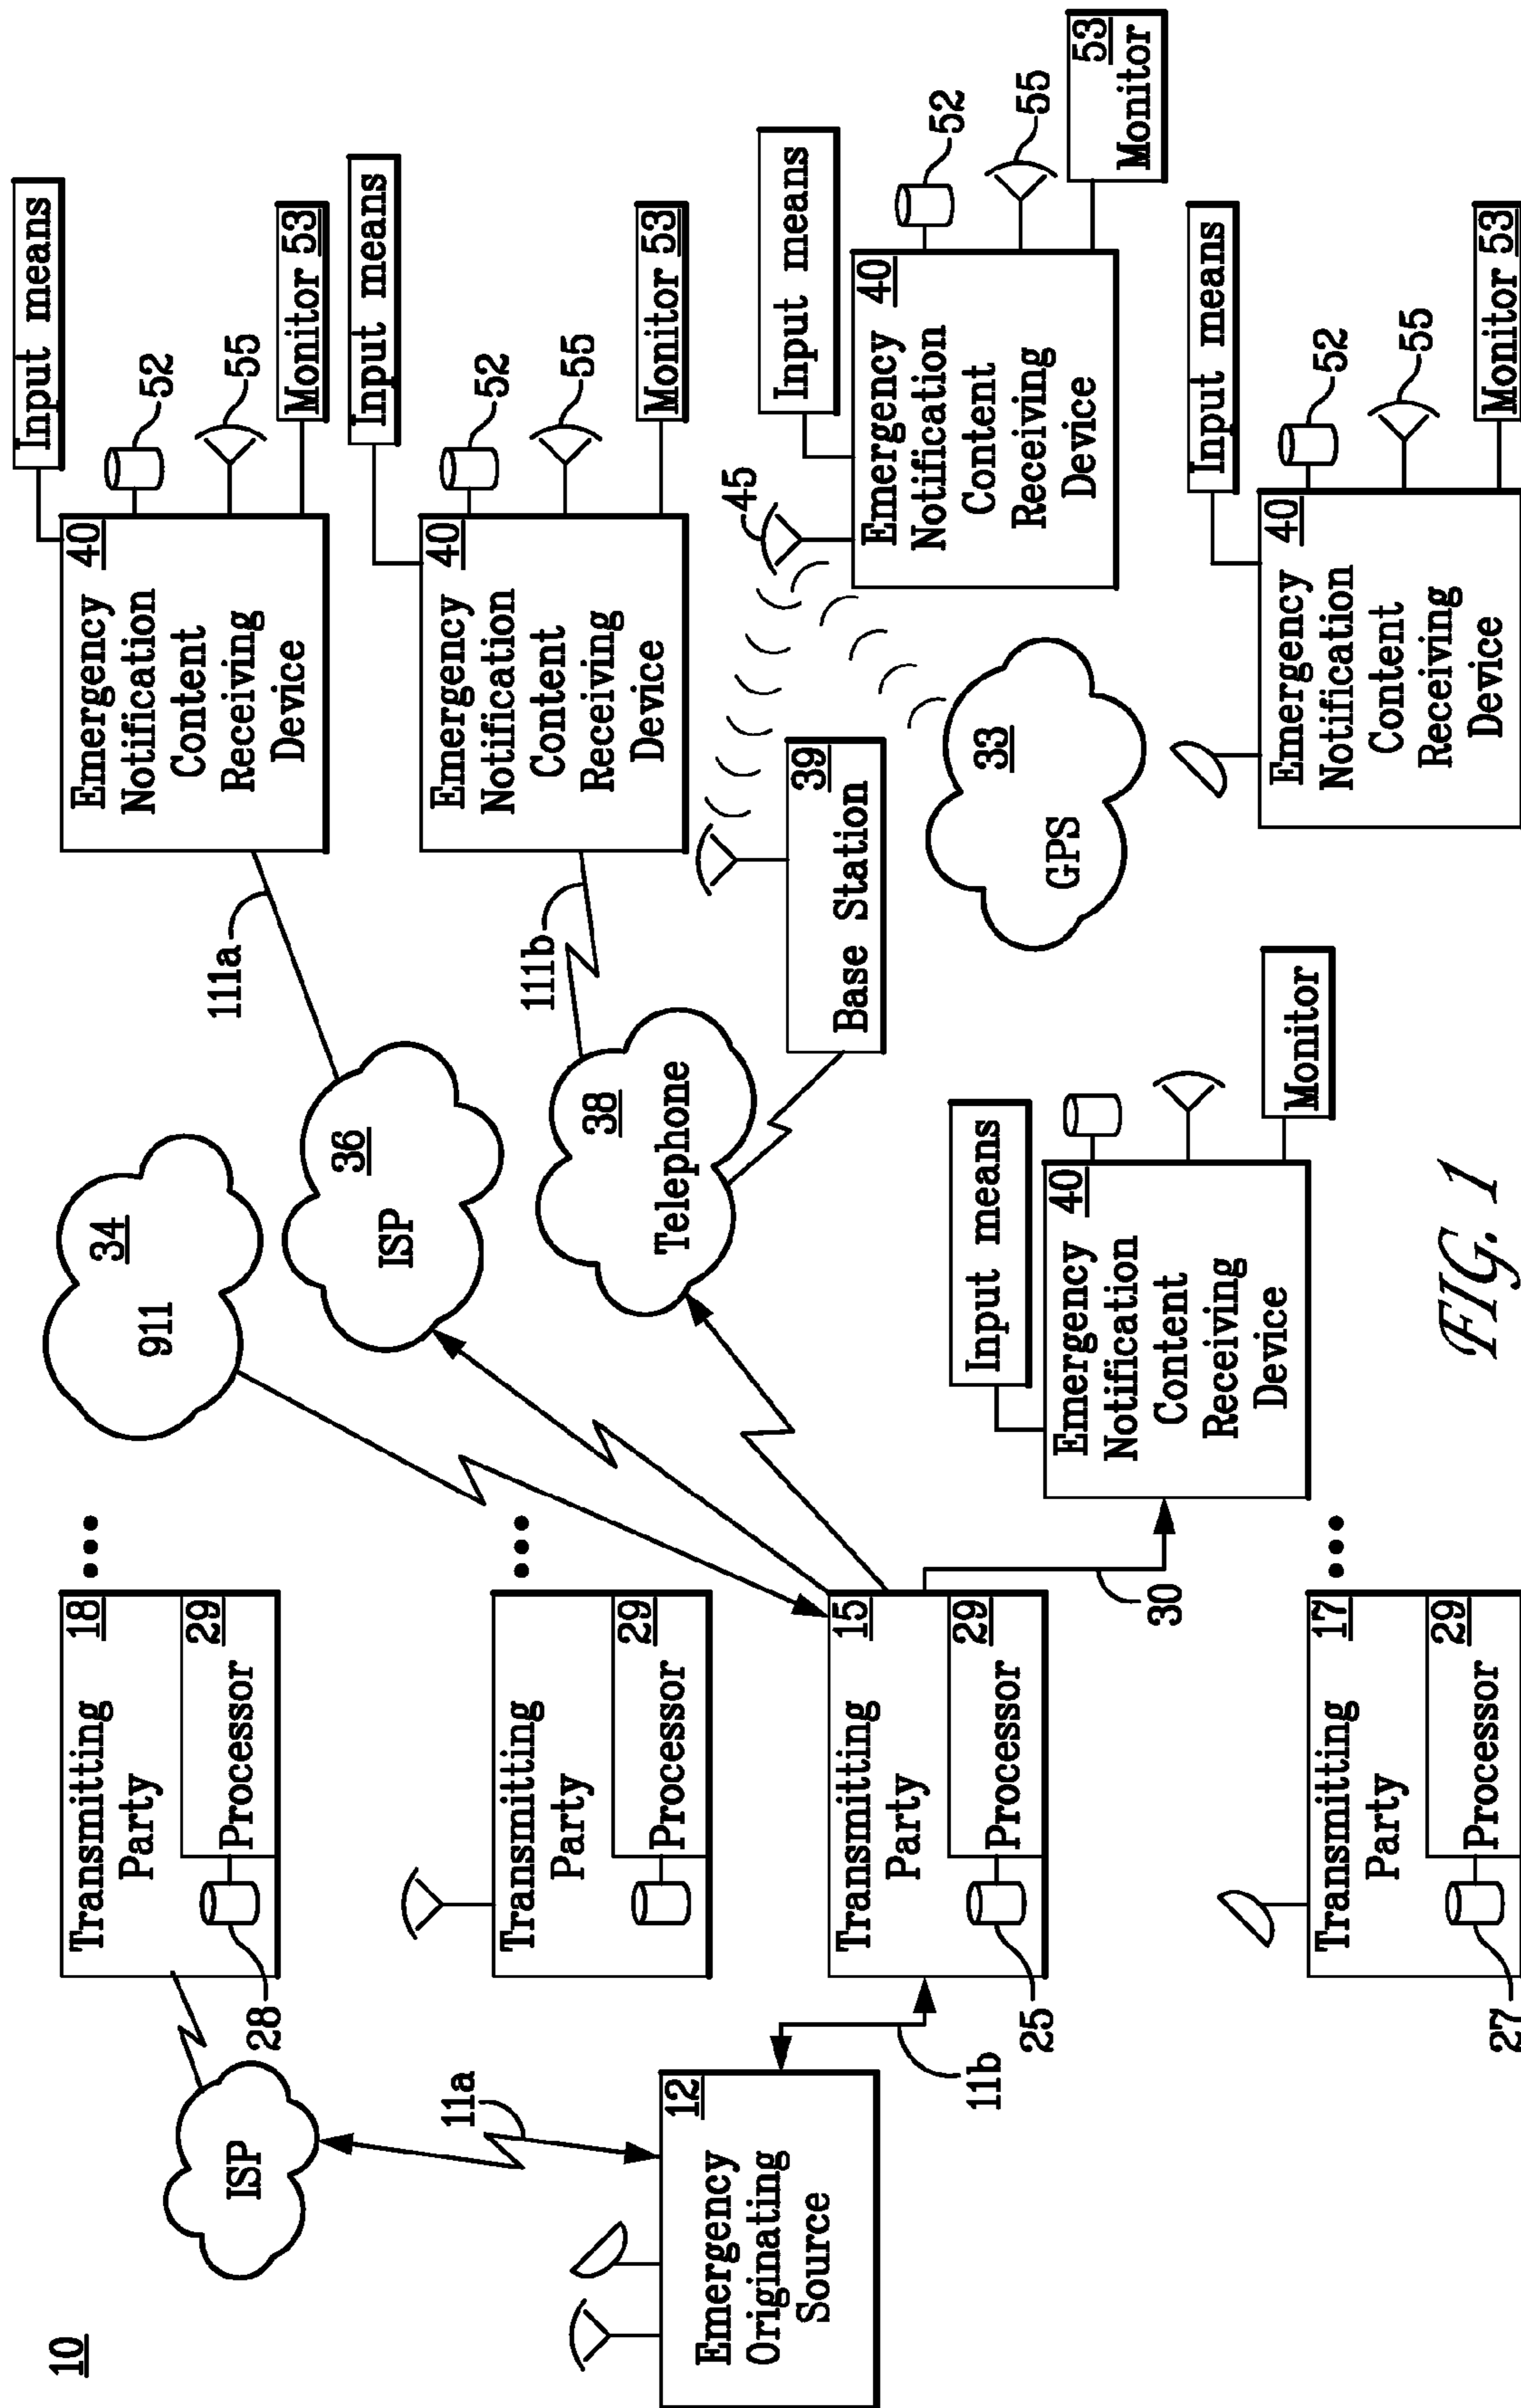 10
Emergency
Originating
Source
12
11a
11b
ISP
Transmitting
Party
18
Processor
29
28
Transmitting
Party
Processor
29
Transmitting
Party
15
Processor
29
25
Transmitting
Party
17
Processor
29
27
911
34
ISP
36
Telephone
38
30
Base Station
39
GPS
33
111a
111b
45
Input means
Emergency
Notification
Content
Receiving
Device
40
52
55
Monitor 53
Input means
Emergency
Notification
Content
Receiving
Device
40
52
55
Monitor 53
Input means
Emergency
Notification
Content
Receiving
Device
40
52
55
53
Monitor
Input means
Emergency
Notification
Content
Receiving
Device
40
52
55
Monitor 53
Input means
Emergency
Notification
Content
Receiving
Device
40
Monitor
FIG. 1